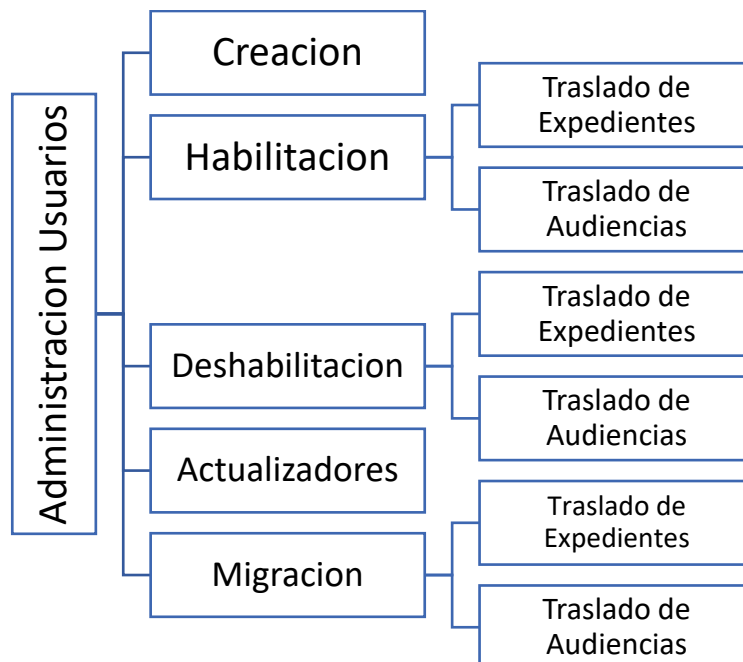 Administracion Usuarios
Creacion
Habilitacion
Traslado de
Expedientes
Traslado de
Audiencias
Deshabilitacion
Traslado de
Expedientes
Traslado de
Audiencias
Actualizadores
Migracion
Traslado de
Expedientes
Traslado de
Audiencias